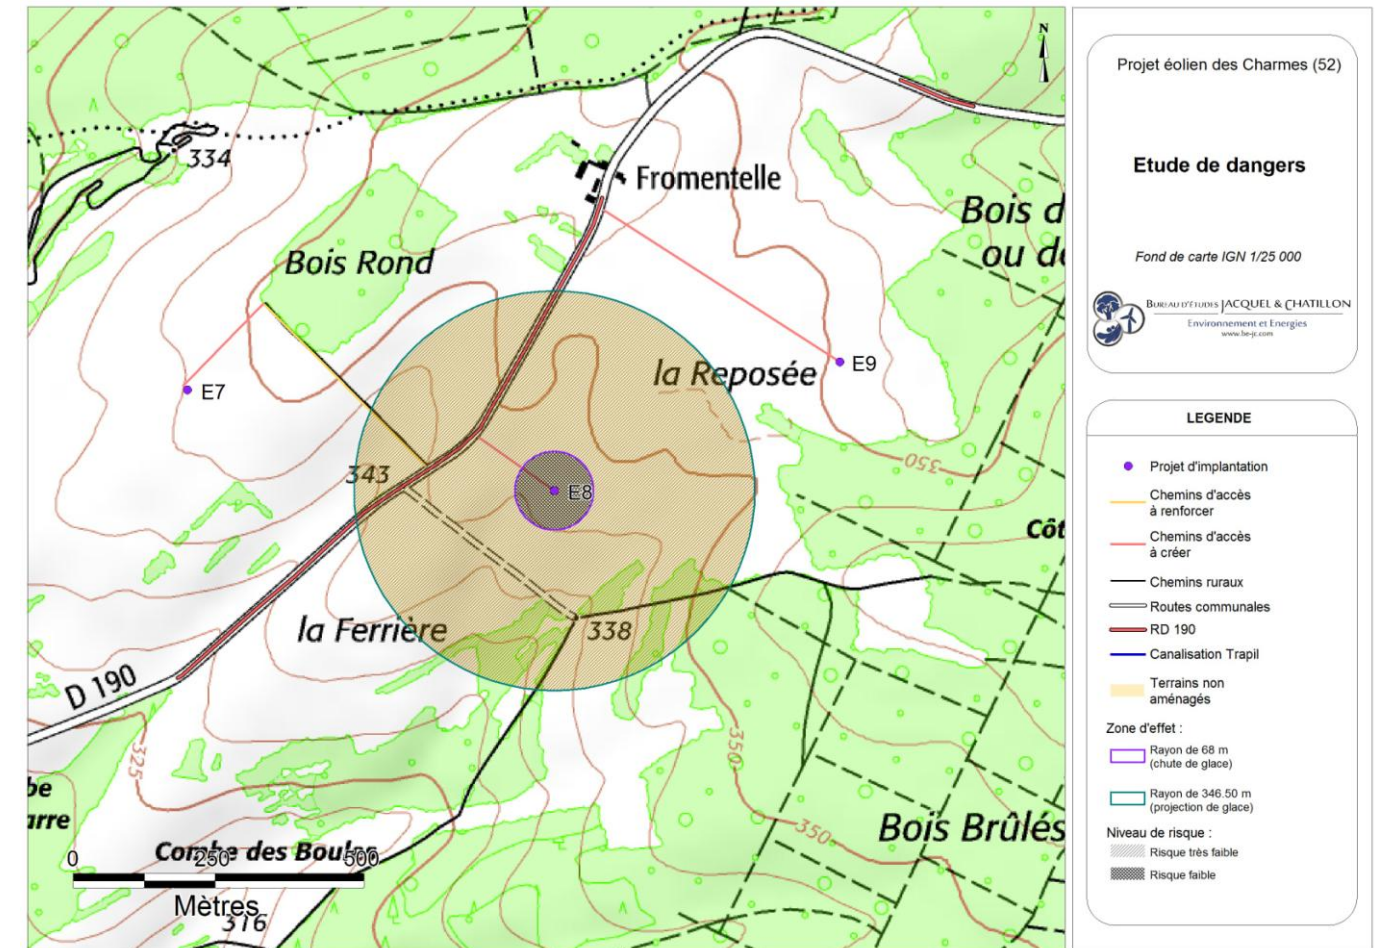 N
334
Fromentelle
Bois Rond
Bois d
ou de
la Reposée
E9
E7
350
343
E8
Côt
la Ferrière
338
D 190
325
350
be
arre
350
Bois Brûlés
Combe des Boules
0 250 500
Mètres
316
Projet éolien des Charmes (52)
Etude de dangers
Fond de carte IGN 1/25 000
BUREAU D'ETUDES JACQUEL & CHATILLON
Environnement et Energies
www.be-jc.com
LEGENDE
Projet d'implantation
Chemins d'accès
à renforcer
Chemins d'accès
à créer
Chemins ruraux
Routes communales
RD 190
Canalisation Trapil
Terrains non
aménagés
Zone d'effet :
Rayon de 68 m
(chute de glace)
Rayon de 346.50 m
(projection de glace)
Niveau de risque :
Risque très faible
Risque faible